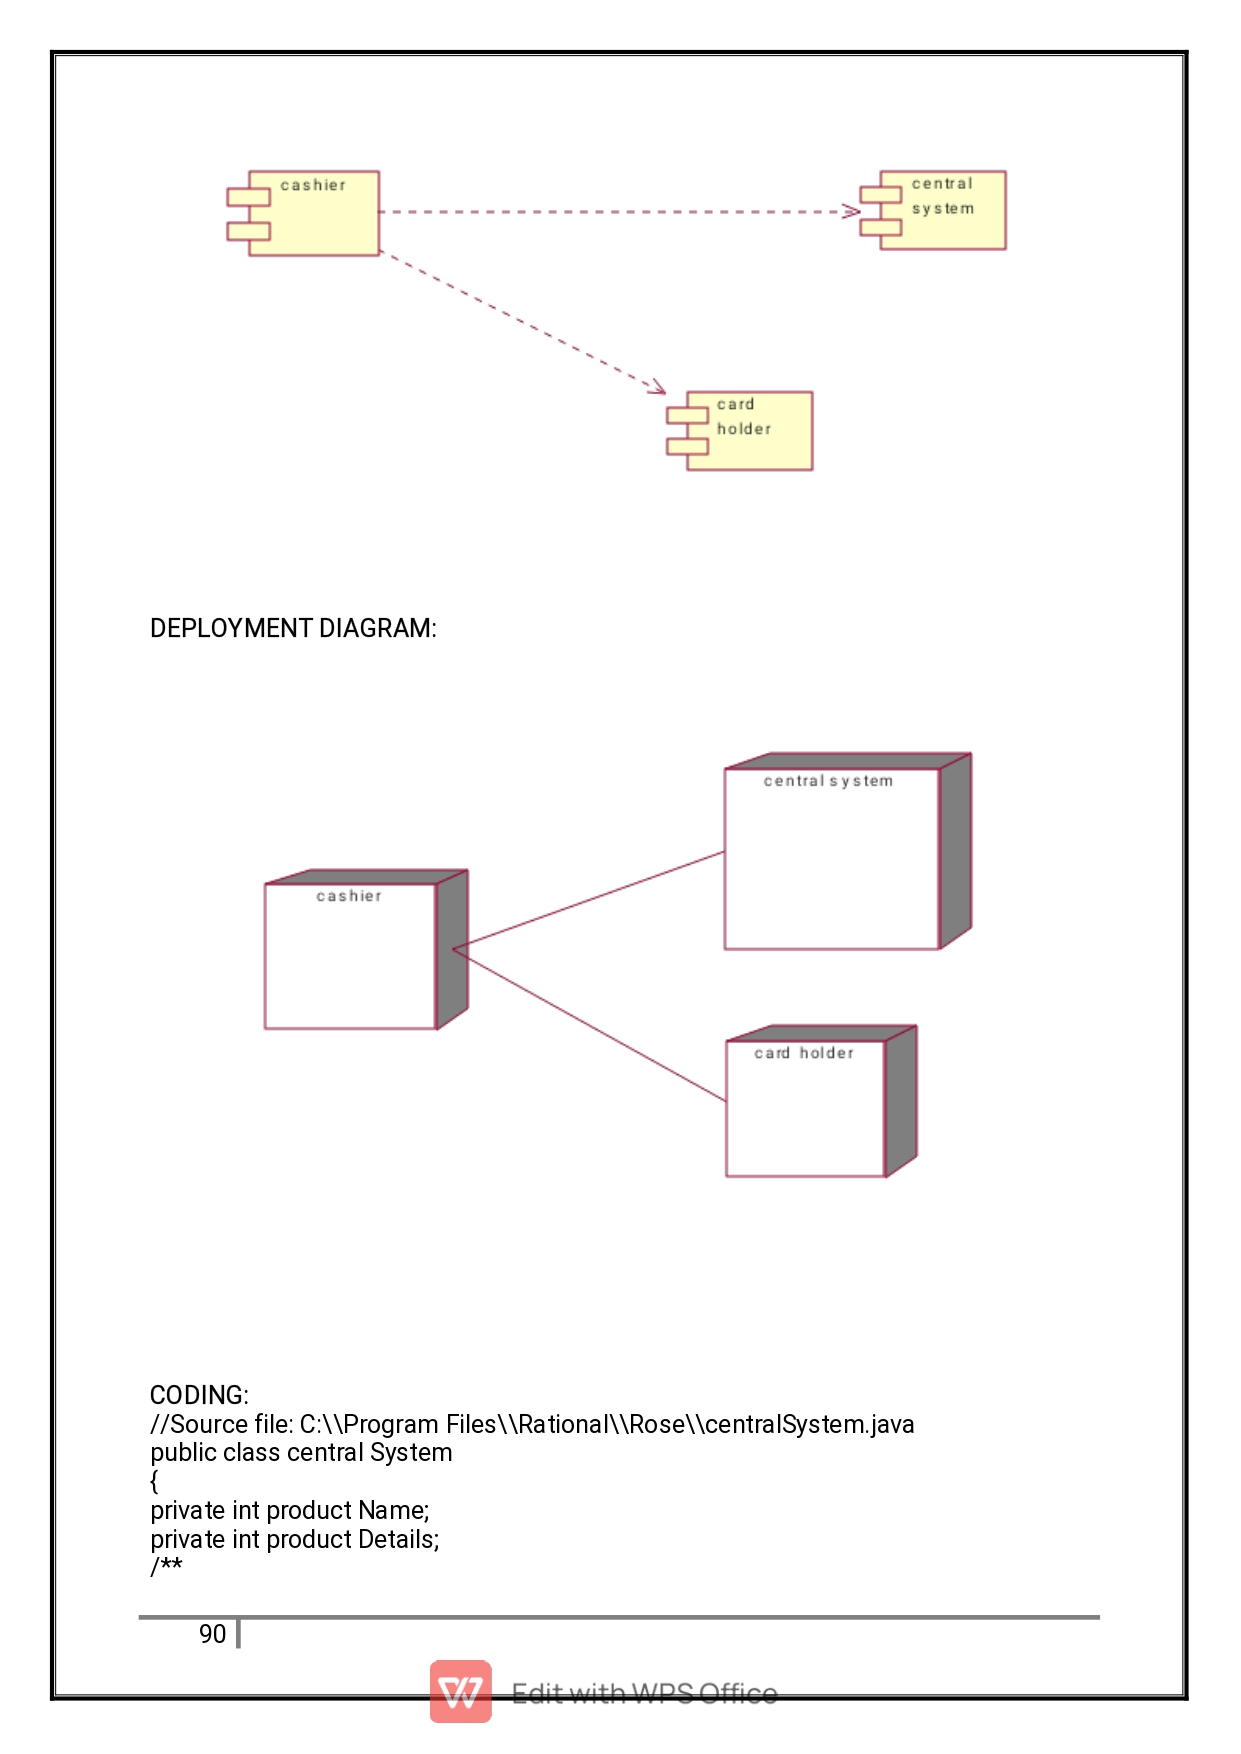 cashier
central
system
card
holder
DEPLOYMENT DIAGRAM:
central system
cashier
card holder
CODING:
//Source file: C:\\Program Files\\Rational\\Rose\\centralSystem.java
public class central System
{
private int product Name;
private int product Details;
/**
90
Edit with WPS Office